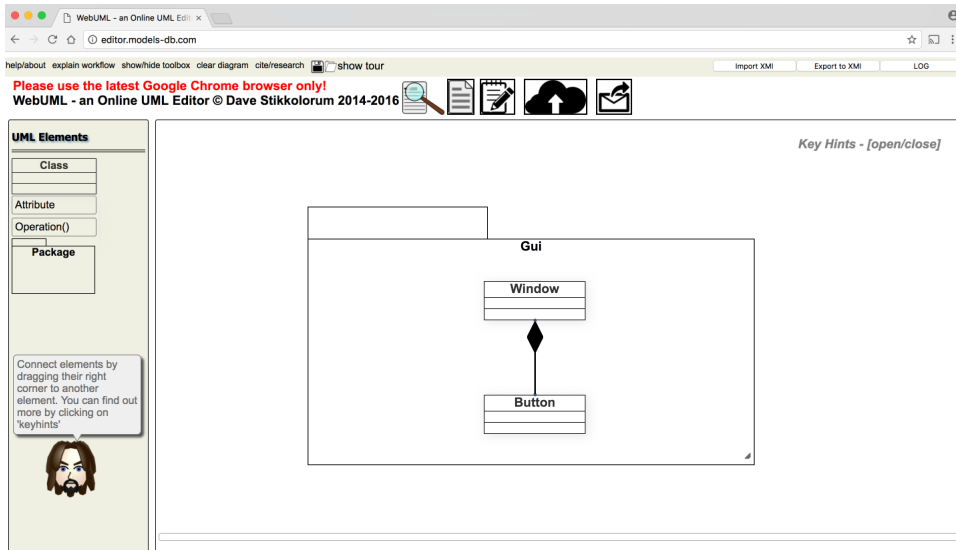 WebUML - an Online UML Edit
editor.models-db.com
help/about explain workflow show/hide toolbox clear diagram cite/research show tour
Import XMI Export to XMI LOG
Please use the latest Google Chrome browser only!
WebUML - an Online UML Editor © Dave Stikkolorum 2014-2016
UML Elements
Key Hints - [open/close]
Class
Attribute
Operation()
Package
Gui
Window
Button
Connect elements by
dragging their right
corner to another
element. You can find out
more by clicking on
'keyhints'